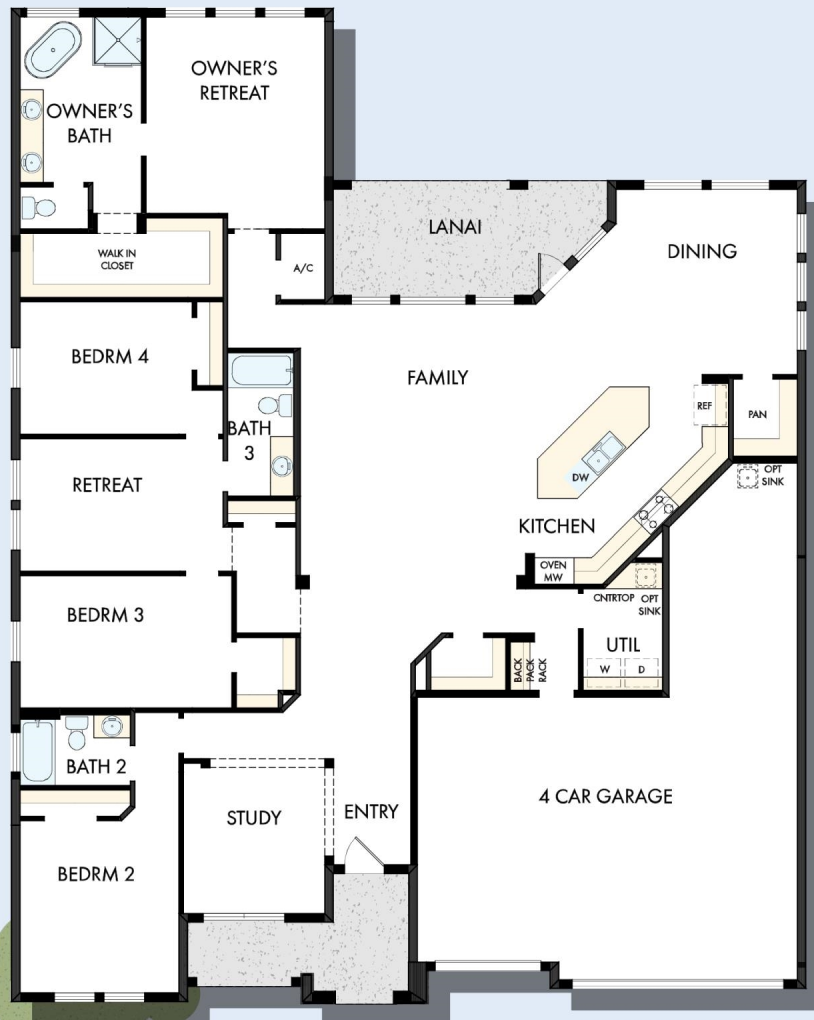 OWNER'S
RETREAT
OWNER'S
BATH
LANAI
DINING
WALK IN
CLOSET
A/C
BEDRM 4
FAMILY
REF
PAN
BATH
3
RETREAT
DW
OPT
SINK
KITCHEN
OVEN
MW
CNTRTOP
OPT
SINK
BEDRM 3
UTIL
BACK
PACK
RACK
W
D
BATH 2
4 CAR GARAGE
STUDY
ENTRY
BEDRM 2